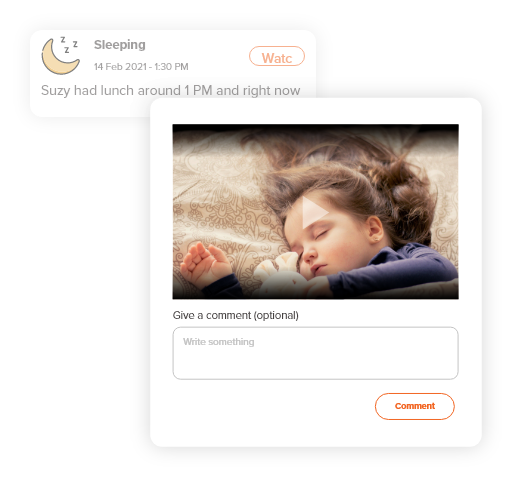 z
z
z
Sleeping
14 Feb 2021 - 1:30 PM
Watc
Suzy had lunch around 1 PM and right now
Give a comment (optional)
Write something
Comment